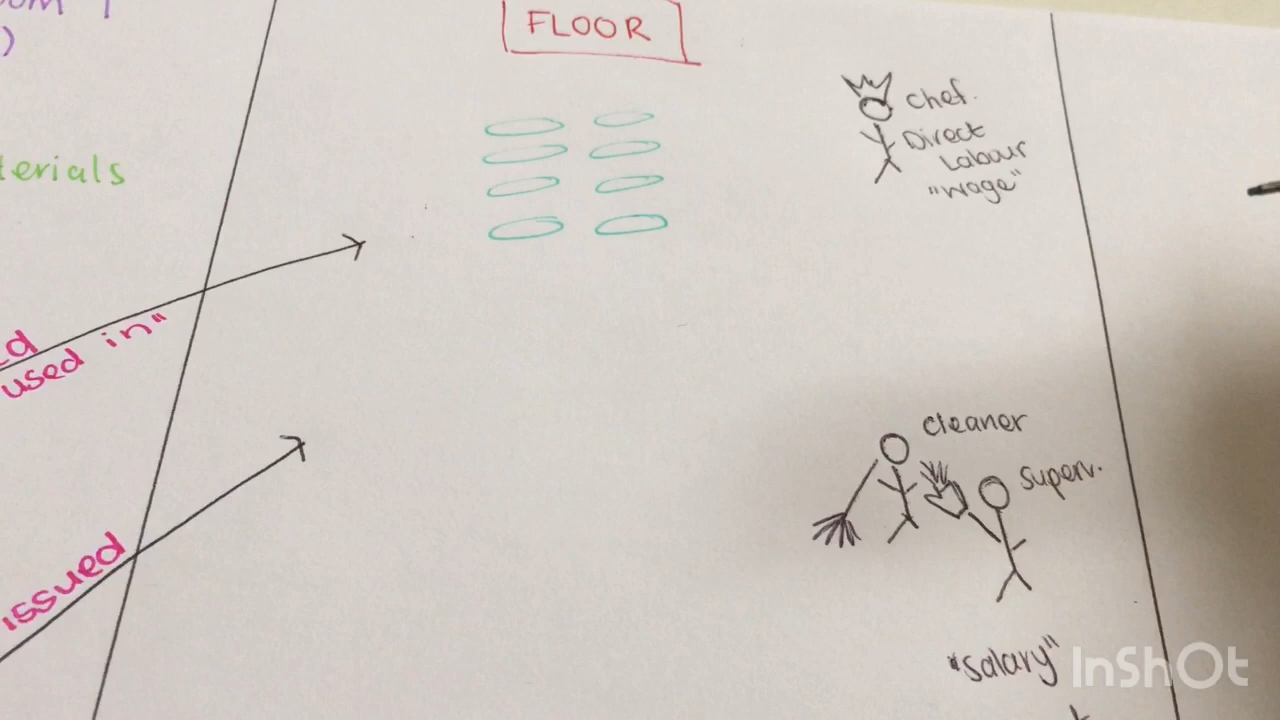 FLOOR
)
terials
used in"
issued
chef.
Direct
Labour
"wage"
cleaner
superv.
"salary"
InShOt